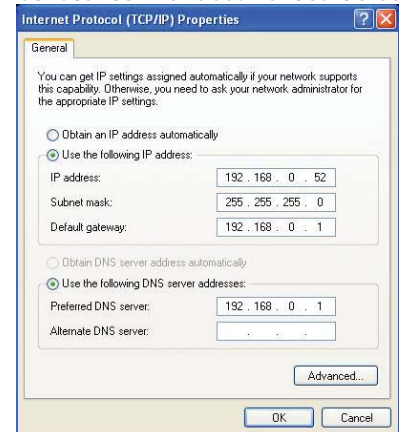 Internet Protocol (TCP/IP) Properties
General
You can get IP settings assigned automatically if your network supports
this capability. Otherwise, you need to ask your network administrator for
the appropriate IP settings.
Obtain an IP address automatically
Use the following IP address:
IP address: 192 . 168 . 0 . 52
Subnet mask: 255 . 255 . 255 . 0
Default gateway: 192 . 168 . 0 . 1
Obtain DNS server address automatically
Use the following DNS server addresses:
Preferred DNS server: 192 . 168 . 0 . 1
Alternate DNS server: . . .
Advanced...
OK Cancel